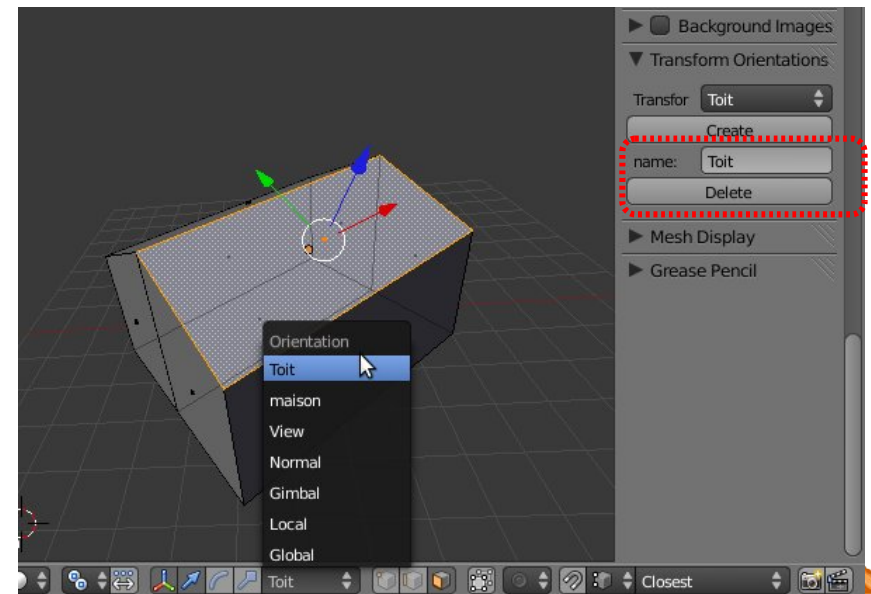 Background Images
Transform Orientations
Transfor Toit
Create
name: Toit
Delete
Mesh Display
Grease Pencil
Orientation
Toit
maison
View
Normal
Gimbal
Local
Global
Toit
Closest